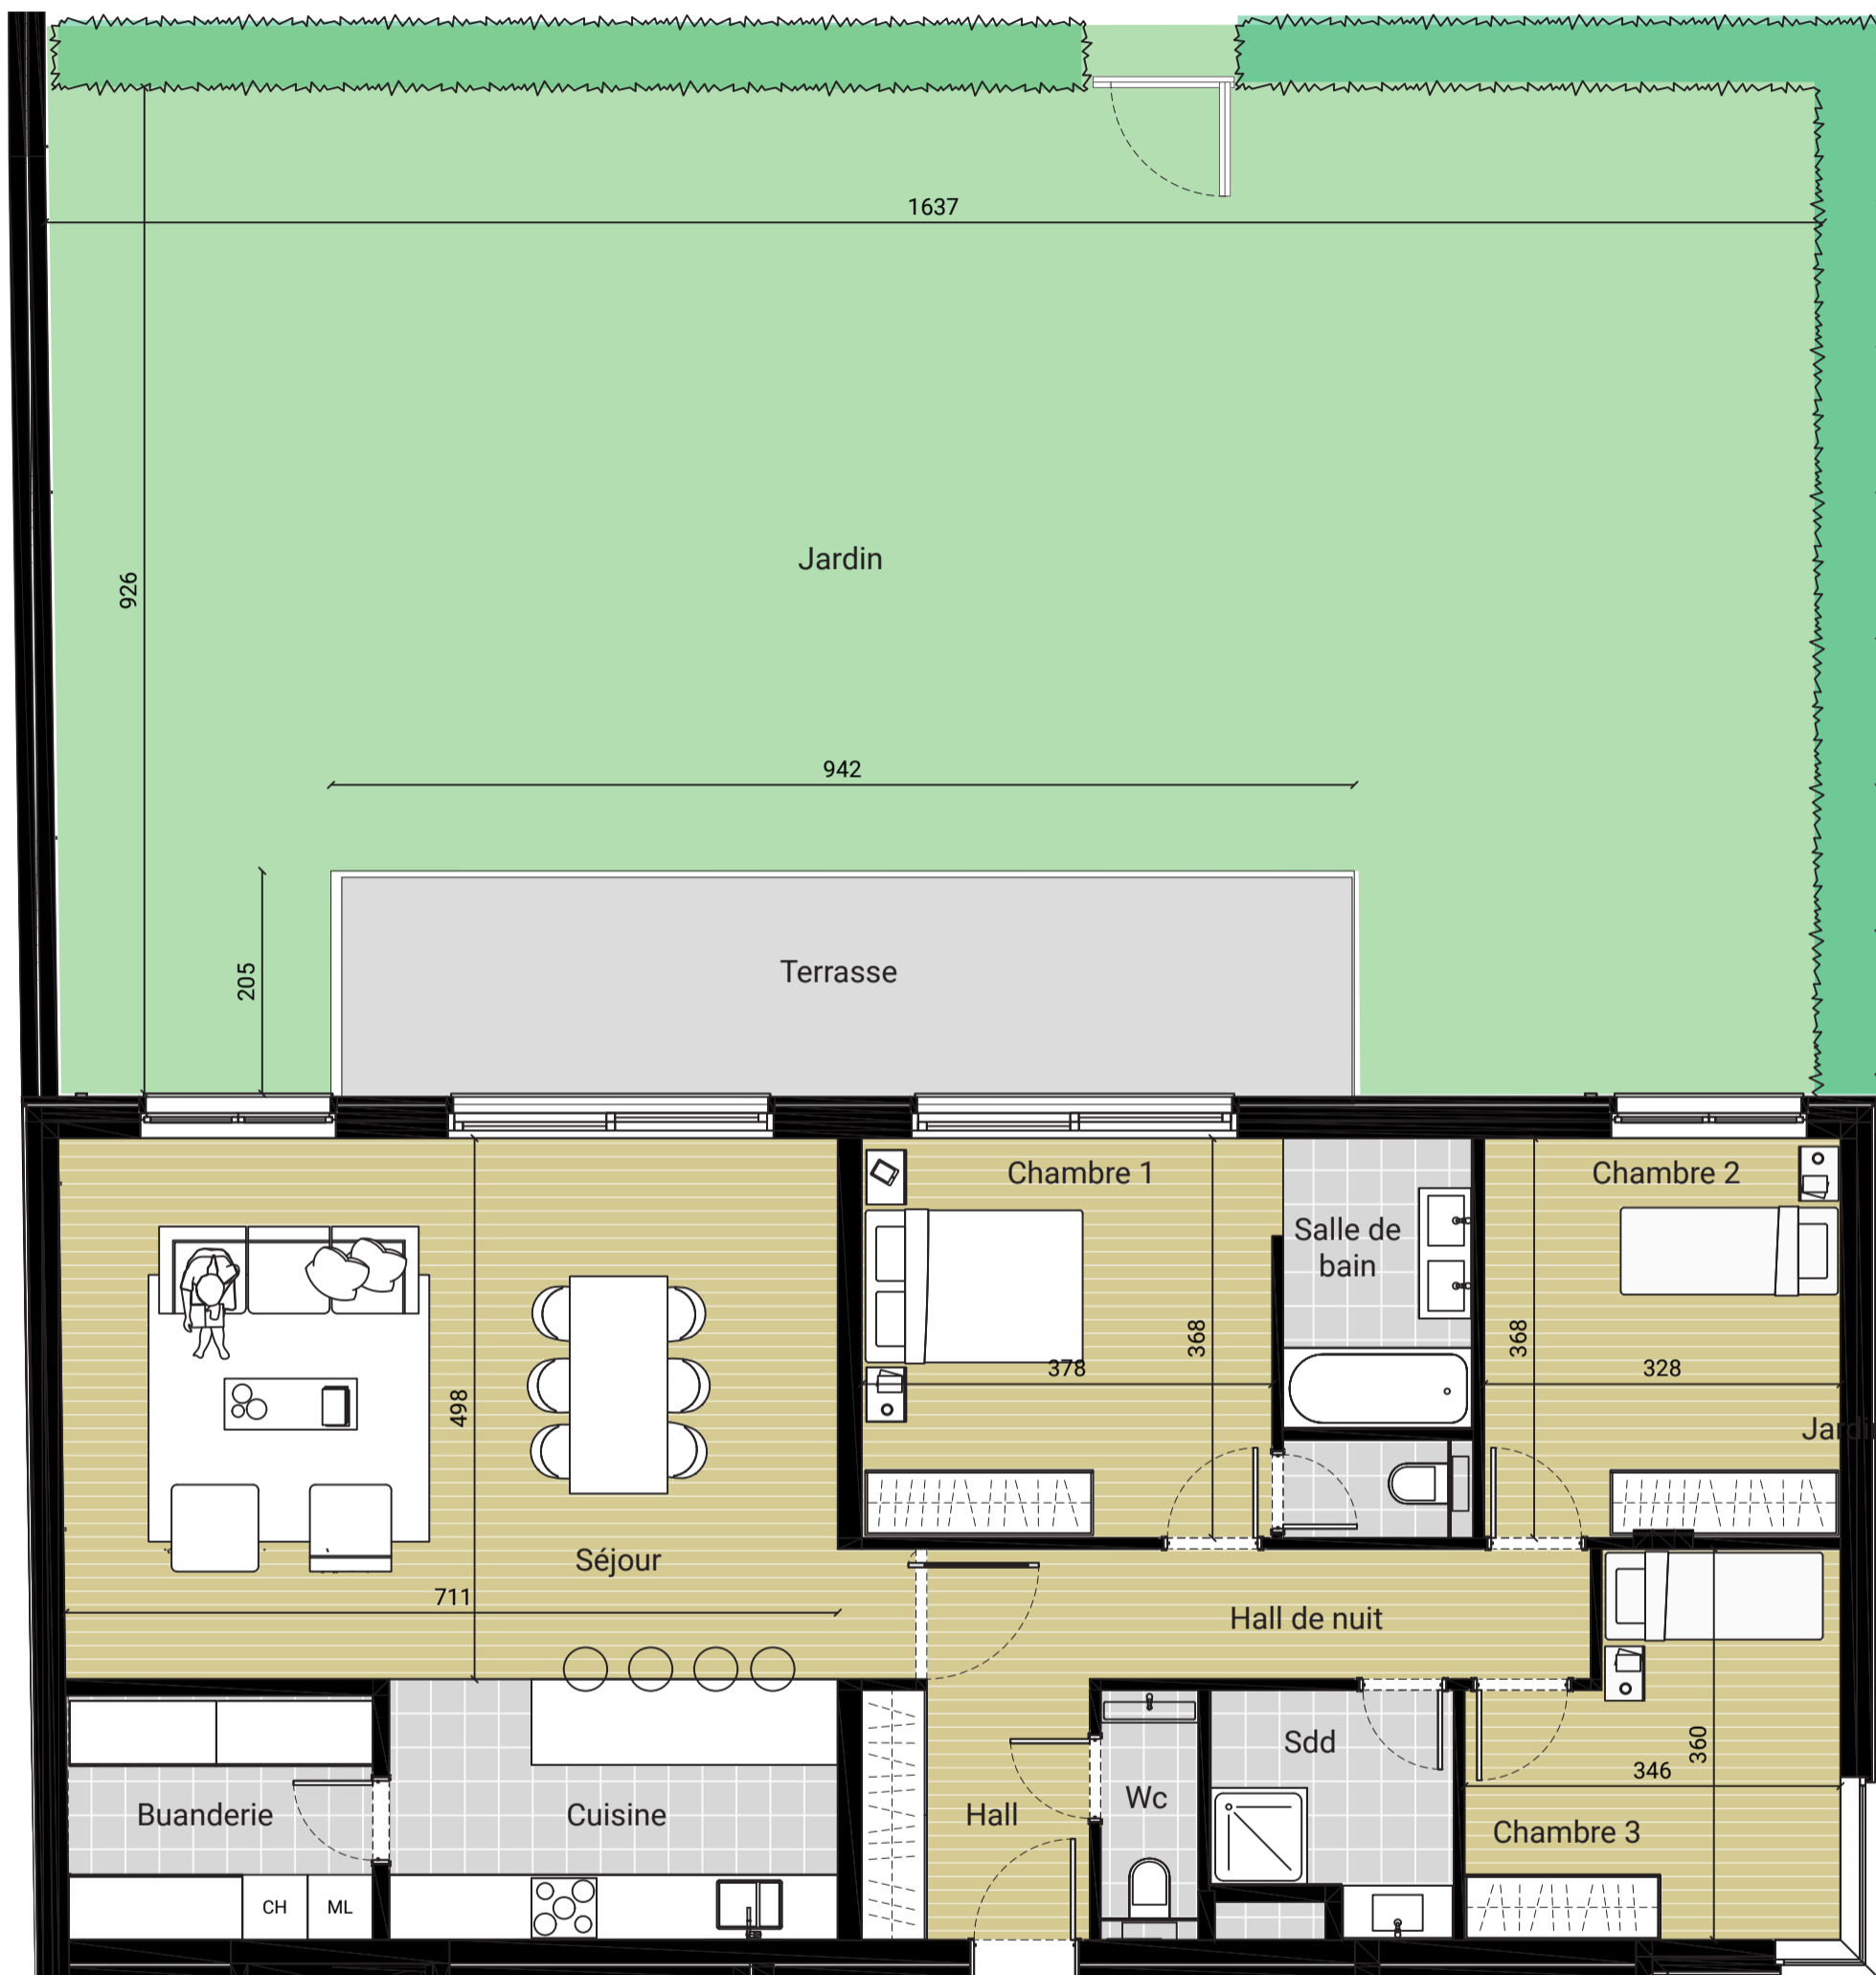 1637
Jardin
926
942
205
Terrasse
Chambre 1
Chambre 2
Salle de
bain
368
368
378
328
498
Jardin
Séjour
711
Hall de nuit
Sdd
360
346
Buanderie
Cuisine
Hall
Wc
Chambre 3
CH
ML